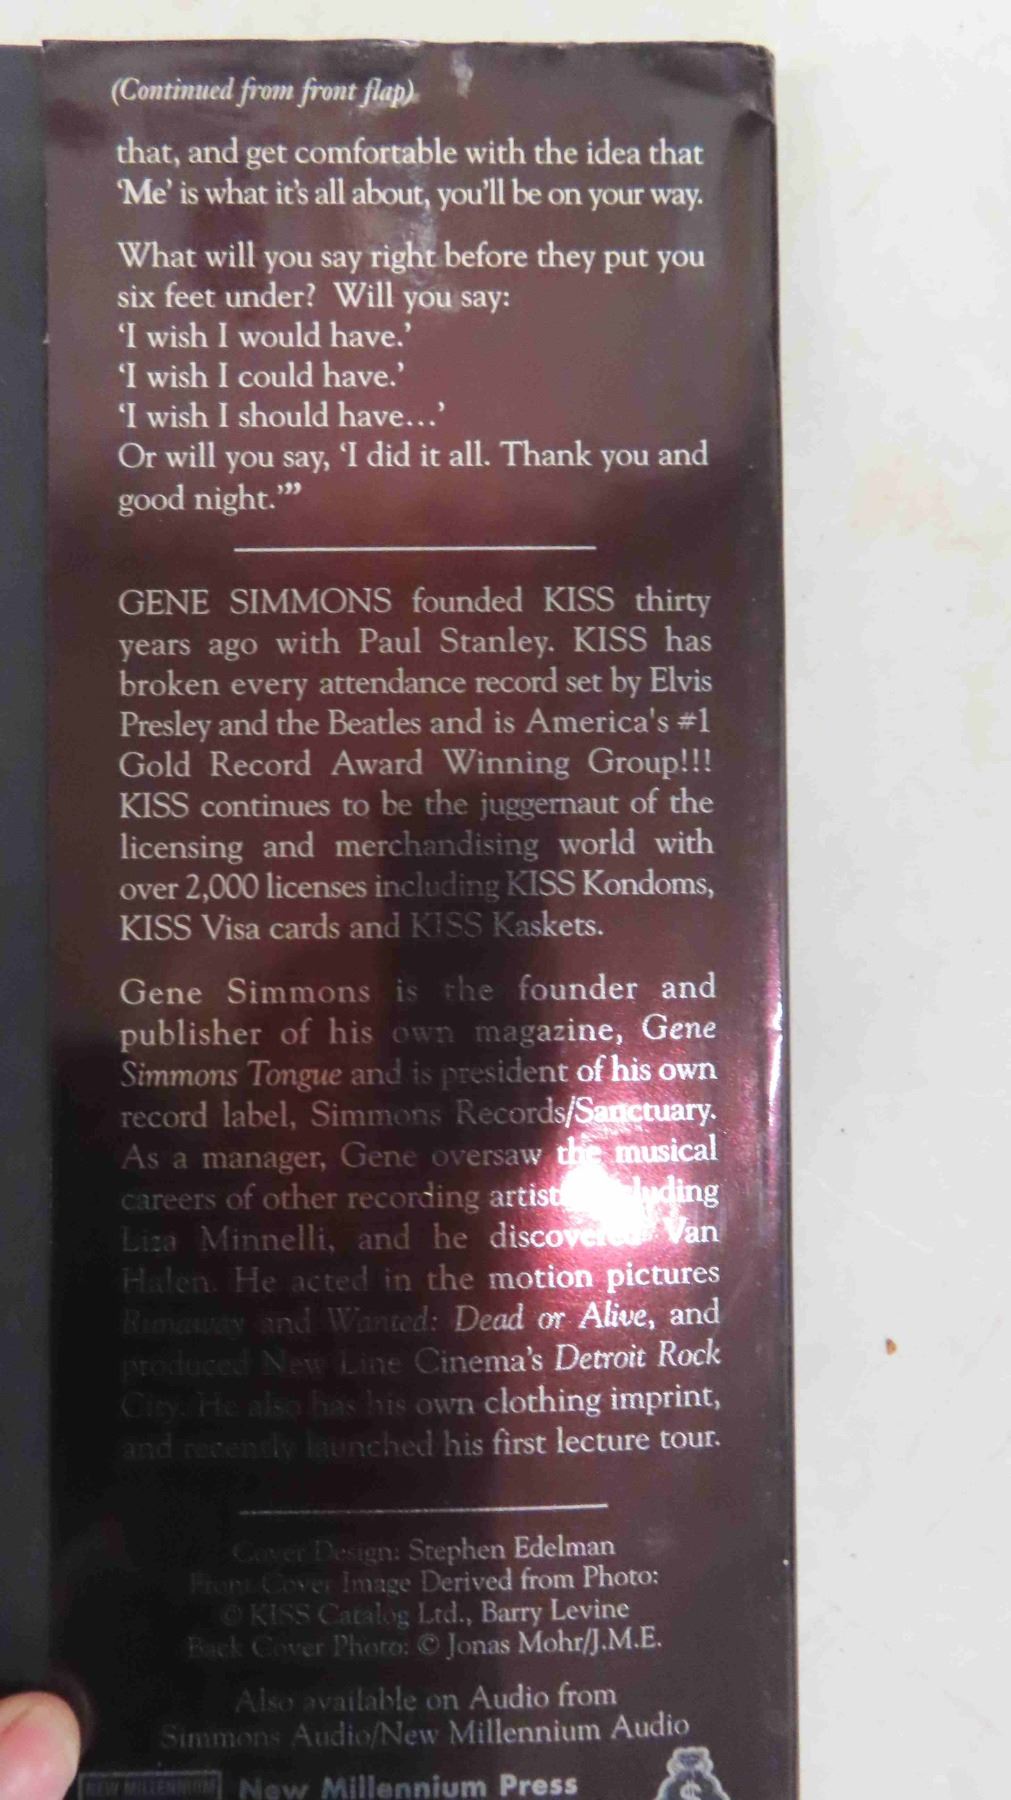 (Continued from front flap)
that, and get comfortable with the idea that
‘Me’ is what it’s all about, you’ll be on your way.
What will you say right before they put you
six feet under? Will you say:
‘I wish I would have.’
‘I wish I could have.’
‘I wish I should have…’
Or will you say, ‘I did it all. Thank you and
good night.’”
GENE SIMMONS founded KISS thirty
years ago with Paul Stanley. KISS has
broken every attendance record set by Elvis
Presley and the Beatles and is America's #1
Gold Record Award Winning Group!!!
KISS continues to be the juggernaut of the
licensing and merchandising world with
over 2,000 licenses including KISS Kondoms,
KISS Visa cards and KISS Kaskets.
Gene Simmons is the founder and
publisher of his own magazine, Gene
Simmons Tongue and is president of his own
record label, Simmons Records/Sanctuary.
As a manager, Gene oversaw the musical
careers of other recording artists including
Liza Minnelli, and he discovered Van
Halen. He acted in the motion pictures
Runaway and Wanted: Dead or Alive, and
produced New Line Cinema’s Detroit Rock
City. He also has his own clothing imprint,
and recently launched his first lecture tour.
Cover Design: Stephen Edelman
Front Cover Image Derived from Photo:
© KISS Catalog Ltd., Barry Levine
Back Cover Photo: © Jonas Mohr/J.M.E.
Also available on Audio from
Simmons Audio/New Millennium Audio
NEW MILLENNIUM New Millennium Press $